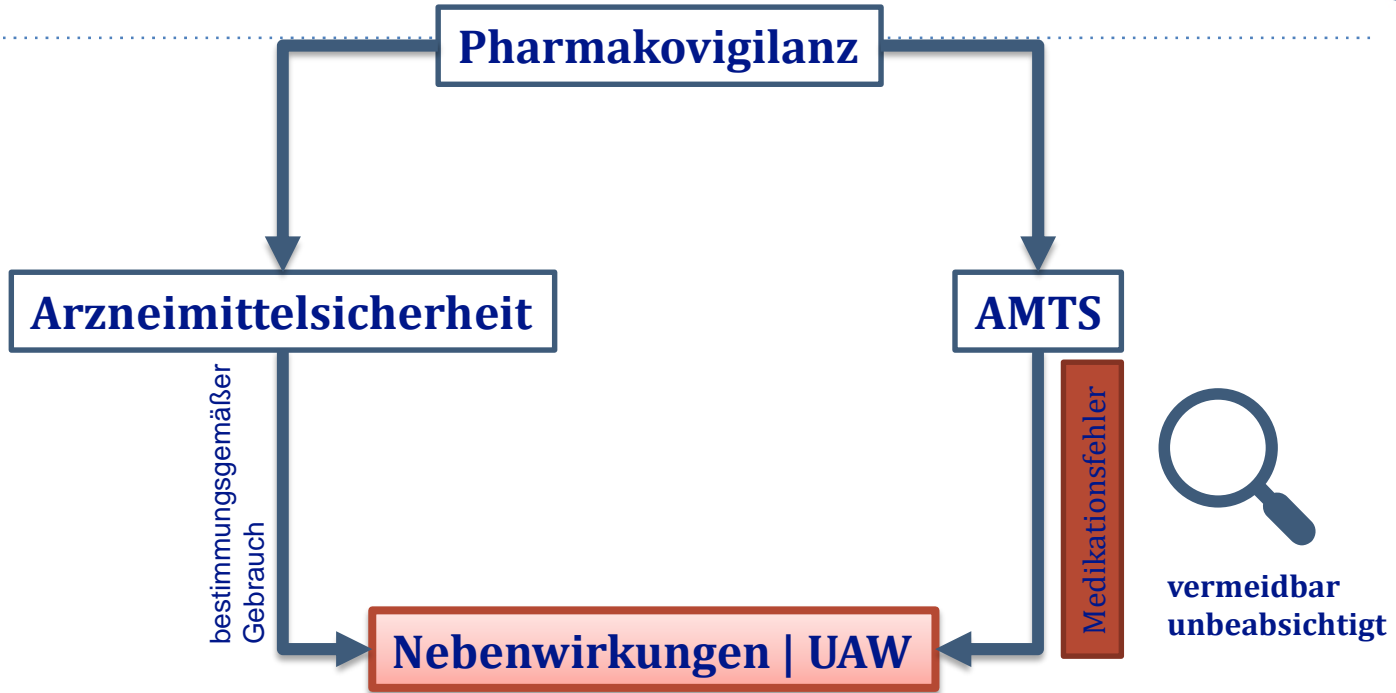 Pharmakovigilanz
Arzneimittelsicherheit
AMTS
bestimmungsgemäßer
Gebrauch
Medikationsfehler
vermeidbar
unbeabsichtigt
Nebenwirkungen | UAW